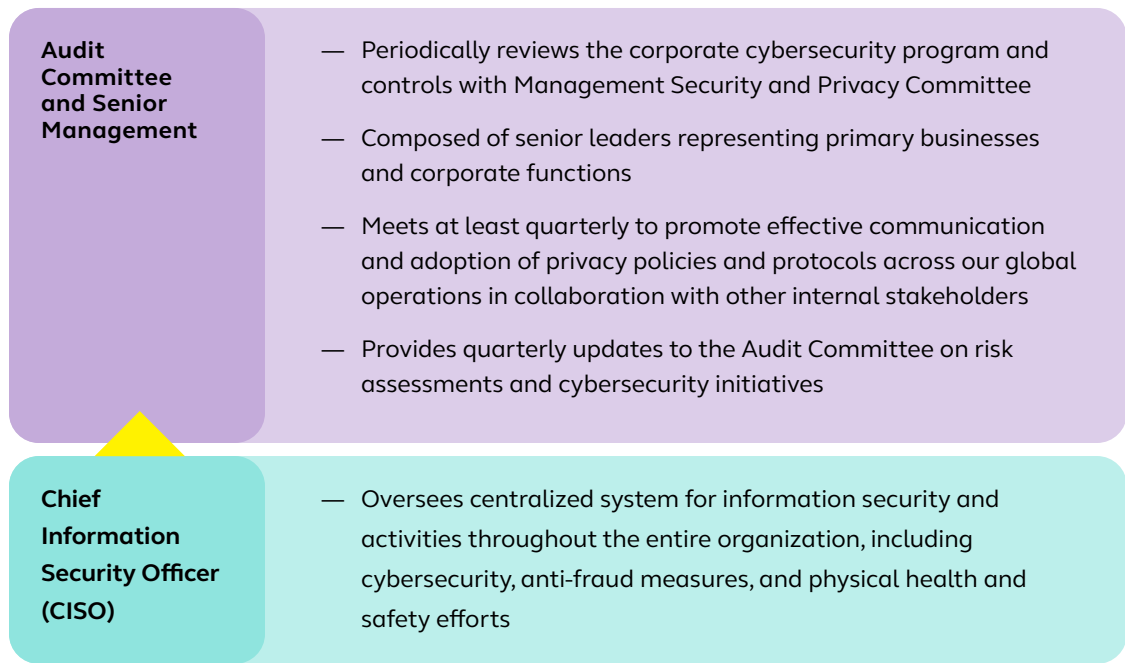 Audit
Committee
and Senior
Management
— Periodically reviews the corporate cybersecurity program and
controls with Management Security and Privacy Committee
— Composed of senior leaders representing primary businesses
and corporate functions
— Meets at least quarterly to promote effective communication
and adoption of privacy policies and protocols across our global
operations in collaboration with other internal stakeholders
— Provides quarterly updates to the Audit Committee on risk
assessments and cybersecurity initiatives
Chief
Information
Security Officer
(CISO)
— Oversees centralized system for information security and
activities throughout the entire organization, including
cybersecurity, anti-fraud measures, and physical health and
safety efforts